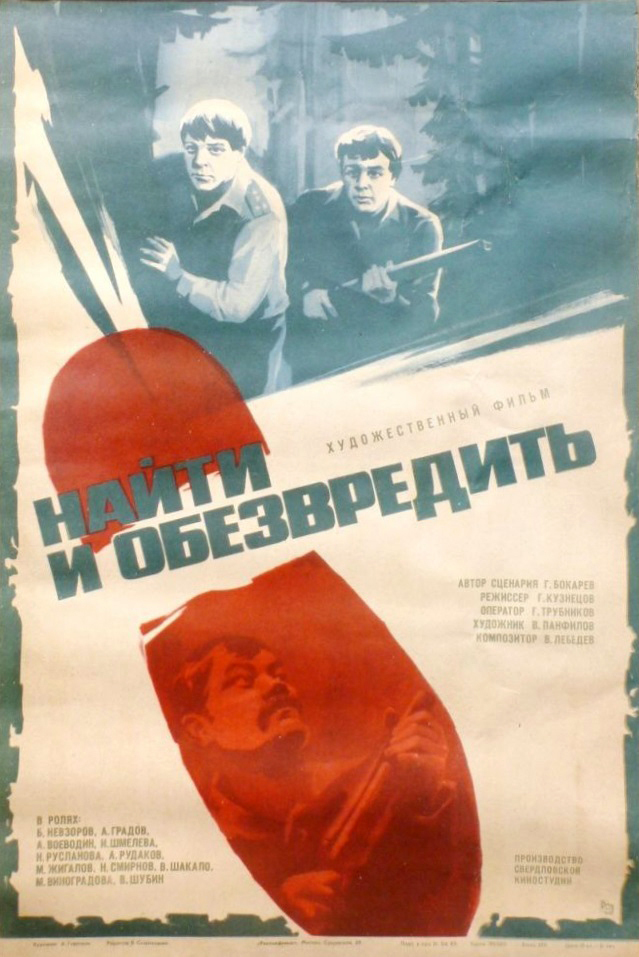 ХУДОЖЕСТВЕННЫЙ ФИЛЬМ
НАЙТИ
И ОБЕЗВРЕДИТЬ
АВТОР СЦЕНАРИЯ Г. БОКАРЕВ
РЕЖИССЕР Г. КУЗНЕЦОВ
ОПЕРАТОР Г. ТРУБНИКОВ
ХУДОЖНИК В. ПАНФИЛОВ
КОМПОЗИТОР В. ЛЕБЕДЕВ
В РОЛЯХ:
Б. НЕВЗОРОВ, А. ГРАДОВ,
А. ВОЕВОДИН, И. ШМЕЛЕВА,
Н. РУСЛАНОВА, А. РУДАКОВ,
М. ЖИГАЛОВ, Н. СМИРНОВ, В. ШАКАЛО,
М. ВИНОГРАДОВА, В. ШУБИН
ПРОИЗВОДСТВО
СВЕРДЛОВСКОЙ
КИНОСТУДИИ